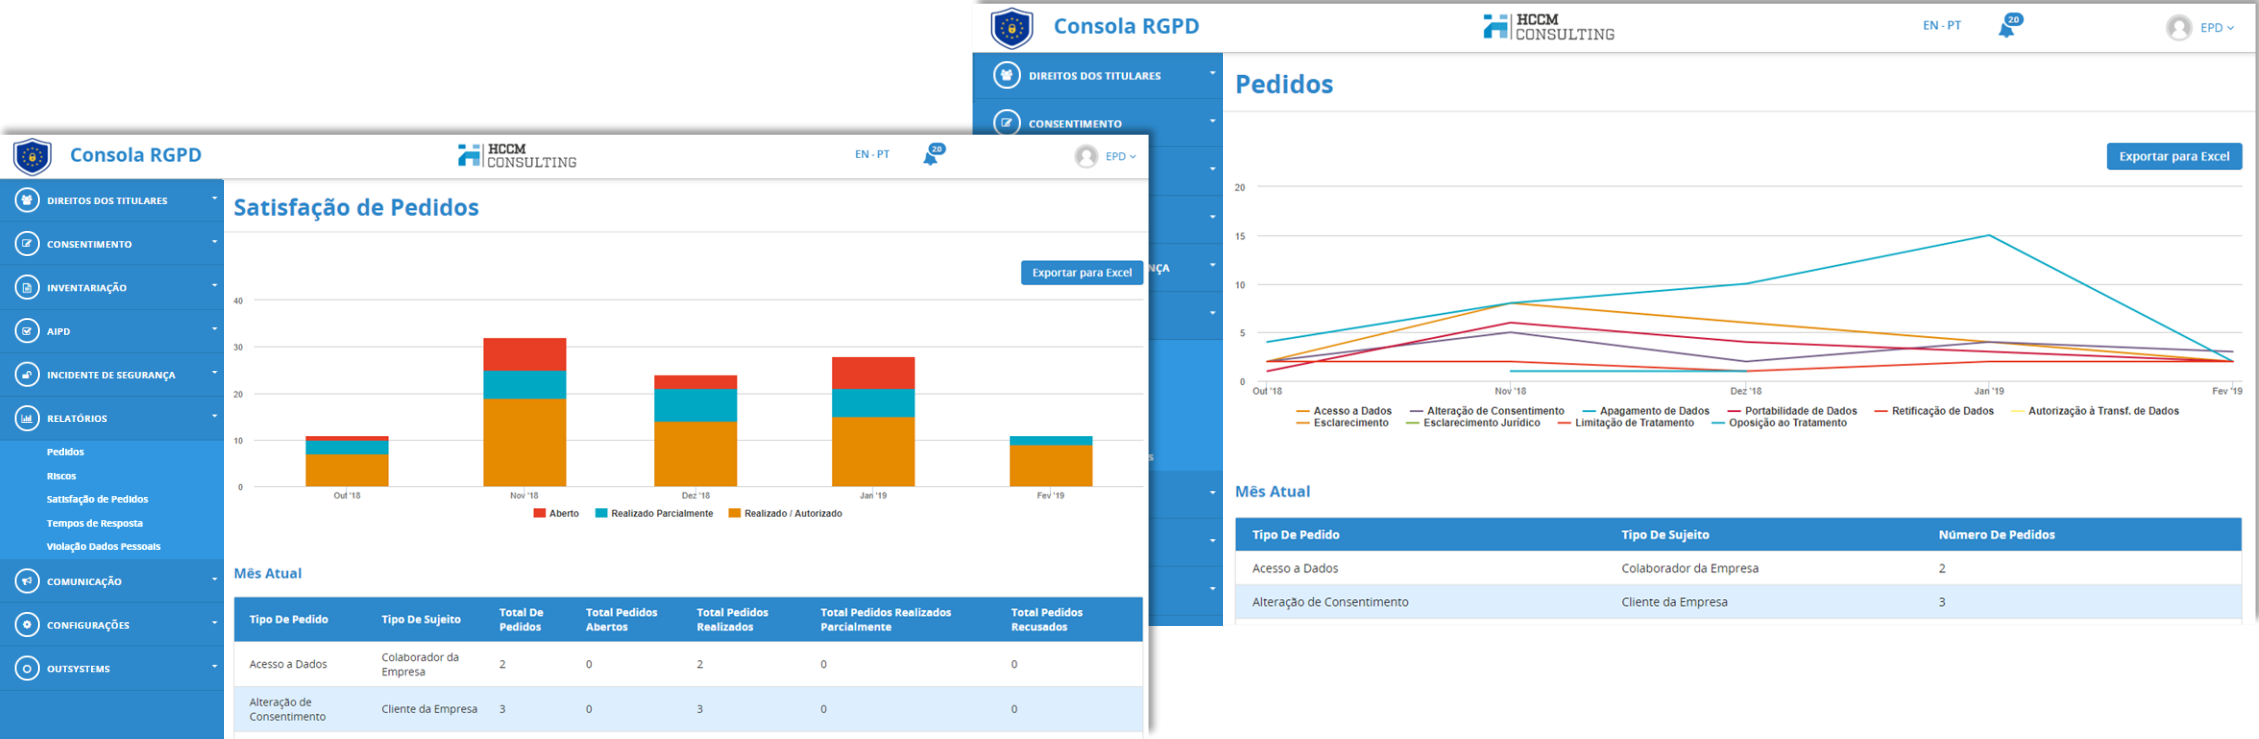 Consola RGPD
HCCM
CONSULTING
EN - PT
20
EPD
DIREITOS DOS TITULARES
CONSENTIMENTO
INVENTARIAÇÃO
AIPD
INCIDENTE DE SEGURANÇA
RELATÓRIOS
Pedidos
Riscos
Satisfação de Pedidos
Tempos de Resposta
Violação Dados Pessoais
COMUNICAÇÃO
CONFIGURAÇÕES
OUTSYSTEMS
Satisfação de Pedidos
Exportar para Excel
40
30
20
10
0
Out '18 Nov '18 Dez '18 Jan '19 Fev '19
Aberto Realizado Parcialmente Realizado / Autorizado
Mês Atual
Tipo De Pedido Tipo De Sujeito Total De Pedidos Total Pedidos Abertos Total Pedidos Realizados Total Pedidos Realizados Parcialmente Total Pedidos Recusados
Acesso a Dados Colaborador da Empresa 2 0 2 0 0
Alteração de Consentimento Cliente da Empresa 3 0 3 0 0
Consola RGPD
HCCM
CONSULTING
EN - PT
20
EPD
DIREITOS DOS TITULARES
CONSENTIMENTO
NÇA
s
Pedidos
Exportar para Excel
20
15
10
5
0
Out '18 Nov '18 Dez '18 Jan '19 Fev '19
Acesso a Dados Alteração de Consentimento Apagamento de Dados Portabilidade de Dados Retificação de Dados Autorização à Transf. de Dados
Esclarecimento Esclarecimento Jurídico Limitação de Tratamento Oposição ao Tratamento
Mês Atual
Tipo De Pedido Tipo De Sujeito Número De Pedidos
Acesso a Dados Colaborador da Empresa 2
Alteração de Consentimento Cliente da Empresa 3